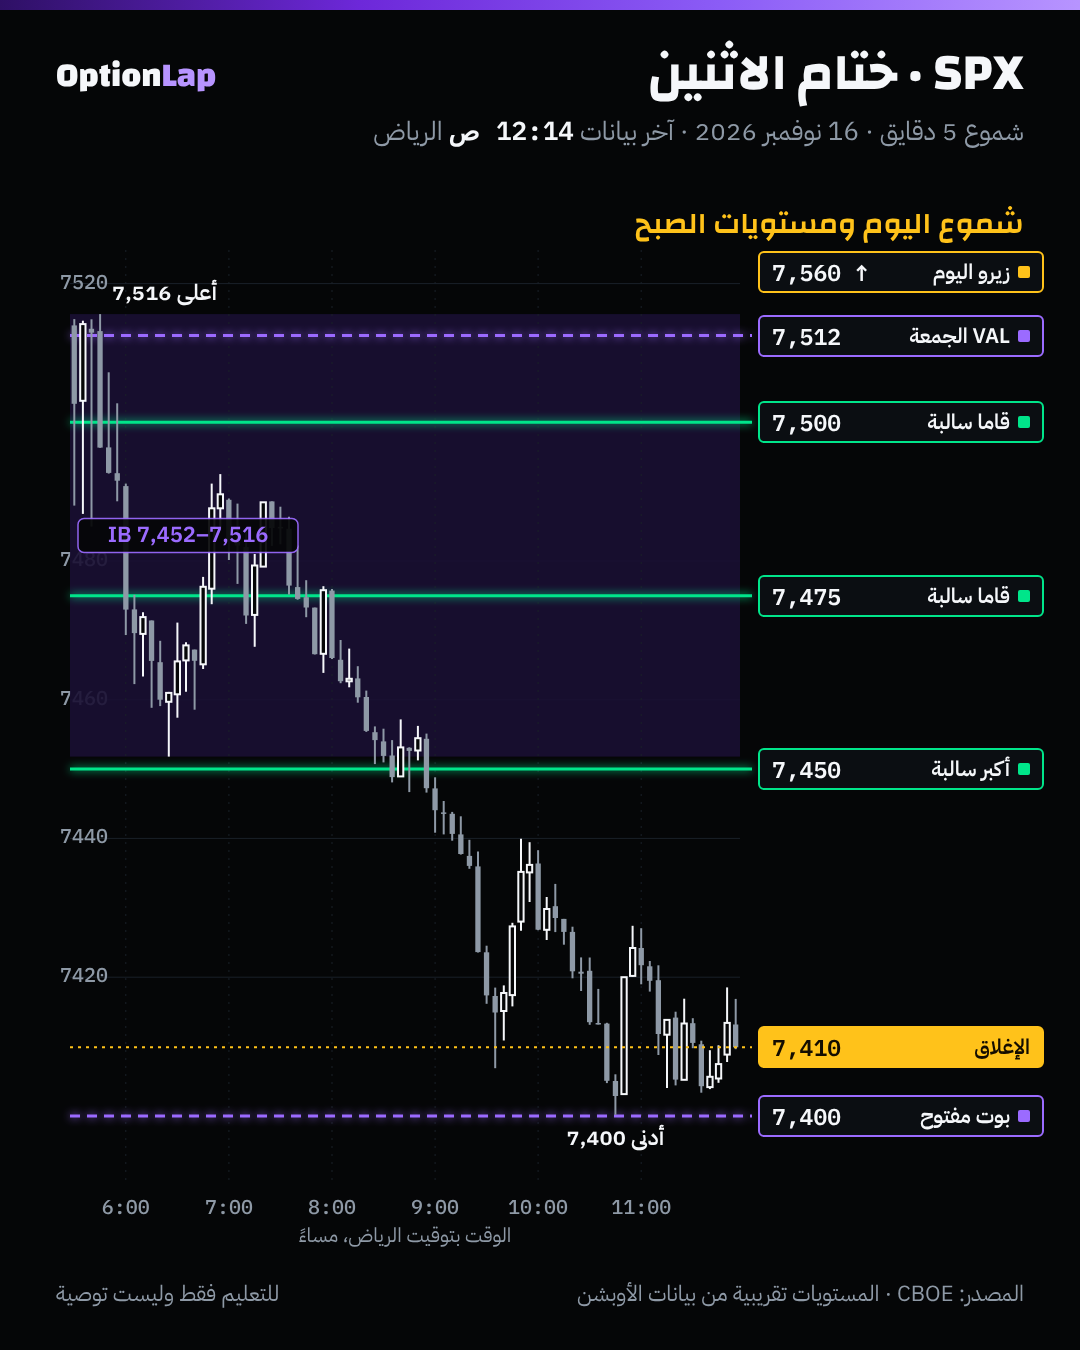 SPX · ختام الاثنين
OptionLap
شموع 5 دقايق · 16 نوفمبر 2026 · آخر بيانات 12:14 ص الرياض
شموع اليوم ومستويات الصبح
زيرو اليوم ↑ 7,560
7520
أعلى 7,516
VAL الجمعة 7,512
قاما سالبة 7,500
IB 7,452–7,516
7480
قاما سالبة 7,475
7460
أكبر سالبة 7,450
7440
7420
الإغلاق 7,410
بوت مفتوح 7,400
أدنى 7,400
6:00 7:00 8:00 9:00 10:00 11:00
الوقت بتوقيت الرياض، مساءً
المصدر: CBOE · المستويات تقريبية من بيانات الأوبشن
للتعليم فقط وليست توصية